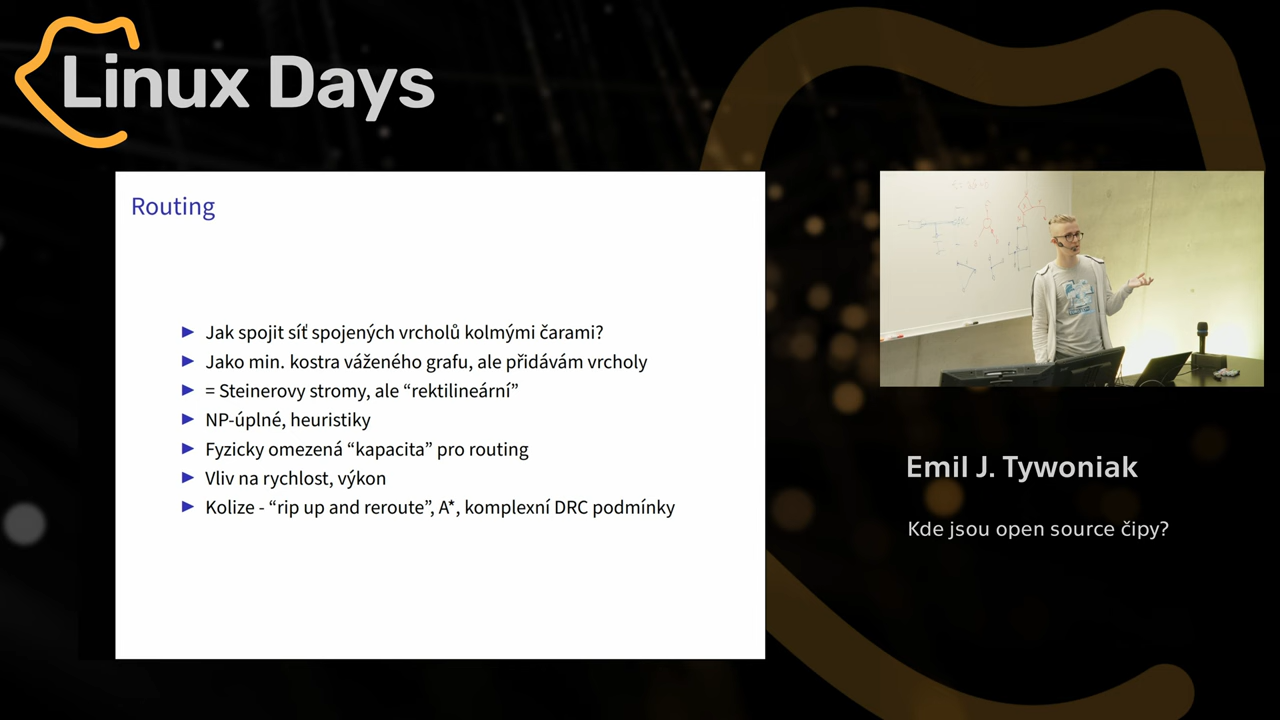 Linux Days
Routing
Jak spojit síť spojených vrcholů kolmými čarami?
Jako min. kostra váženého grafu, ale přidávám vrcholy
= Steinerovy stromy, ale “rektilineární”
NP-úplné, heuristiky
Fyzicky omezená “kapacita” pro routing
Vliv na rychlost, výkon
Kolize - “rip up and reroute”, A*, komplexní DRC podmínky
Emil J. Tywoniak
Kde jsou open source čipy?